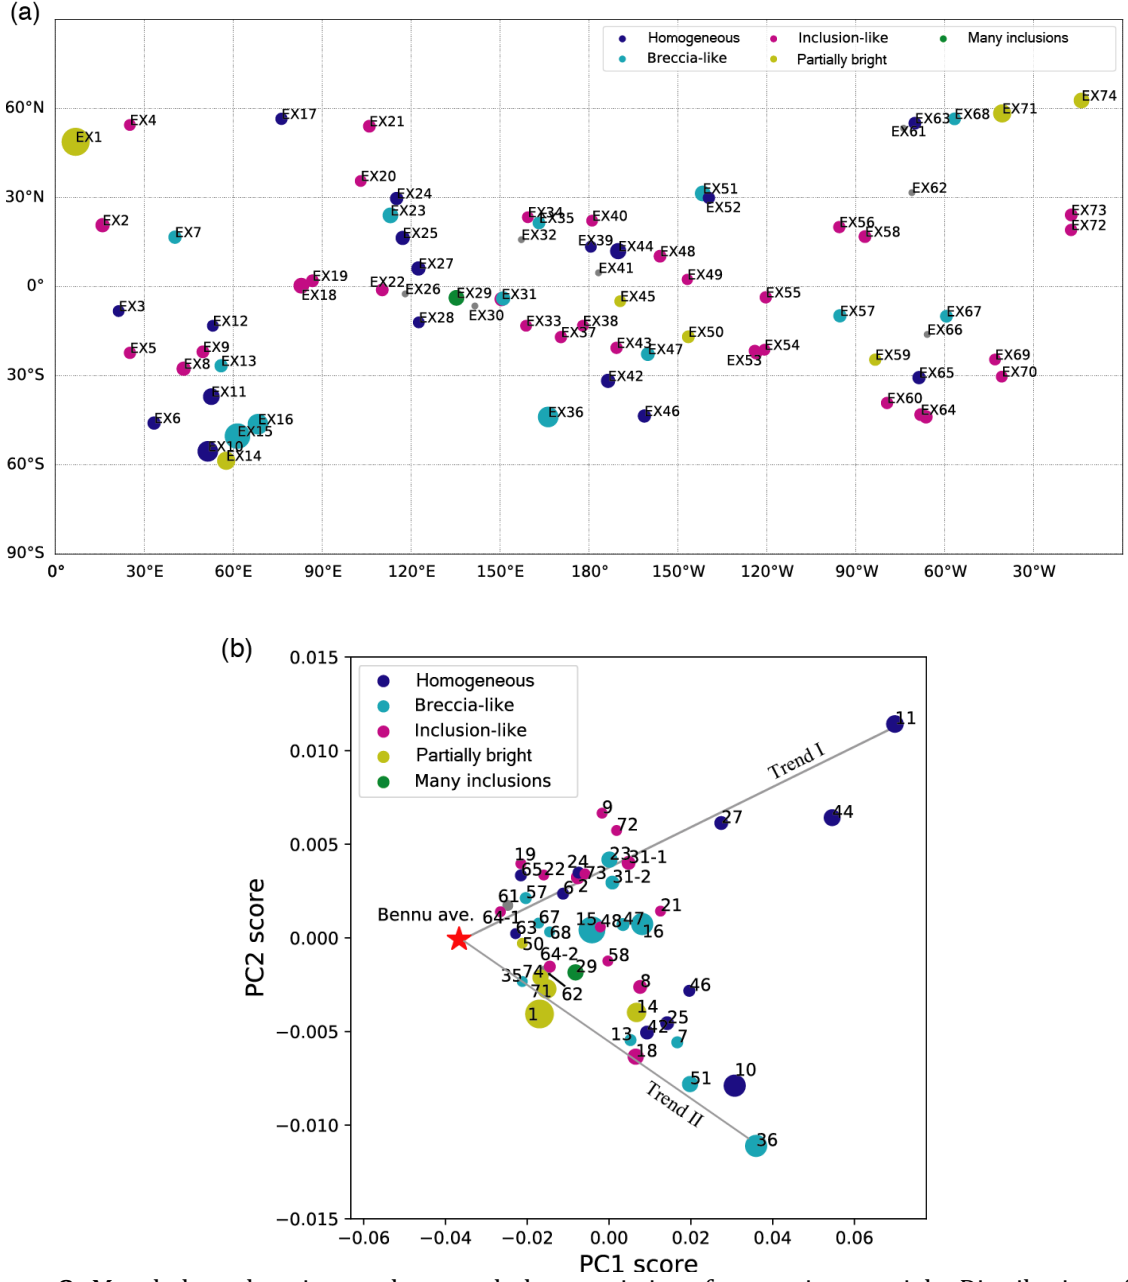 (a)
Homogeneous
Inclusion-like
Many inclusions
Breccia-like
Partially bright
60°N
30°N
0°
30°S
60°S
90°S
EX74
EX71
EX68
EX63
EX61
EX17
EX4
EX21
EX1
EX20
EX24
EX23
EX25
EX51
EX52
EX62
EX34
EX35
EX40
EX32
EX39
EX44
EX48
EX56
EX58
EX73
EX72
EX2
EX7
EX27
EX41
EX49
EX19
EX18
EX22
EX26
EX29
EX30
EX31
EX45
EX55
EX3
EX12
EX28
EX33
EX38
EX37
EX50
EX57
EX67
EX66
EX5
EX9
EX8
EX13
EX43
EX47
EX54
EX53
EX59
EX69
EX70
EX65
EX11
EX42
EX60
EX64
EX6
EX16
EX15
EX10
EX14
EX36
EX46
0° 30°E 60°E 90°E 120°E 150°E 180° 150°W 120°W 90°W 60°W 30°W
(b)
Homogeneous
Breccia-like
Inclusion-like
Partially bright
Many inclusions
0.015
0.010
0.005
0.000
−0.005
−0.010
−0.015
PC2 score
Trend I
Trend II
Bennu ave.
11
44
27
9
72
19
65
22
24
23
31-1
73
31-2
6
2
57
61
64-1
67
63
68
50
15
48
47
16
21
64-2
58
29
35
74
71
62
1
8
46
14
25
42
13
7
18
51
10
36
−0.06 −0.04 −0.02 0.00 0.02 0.04 0.06
PC1 score